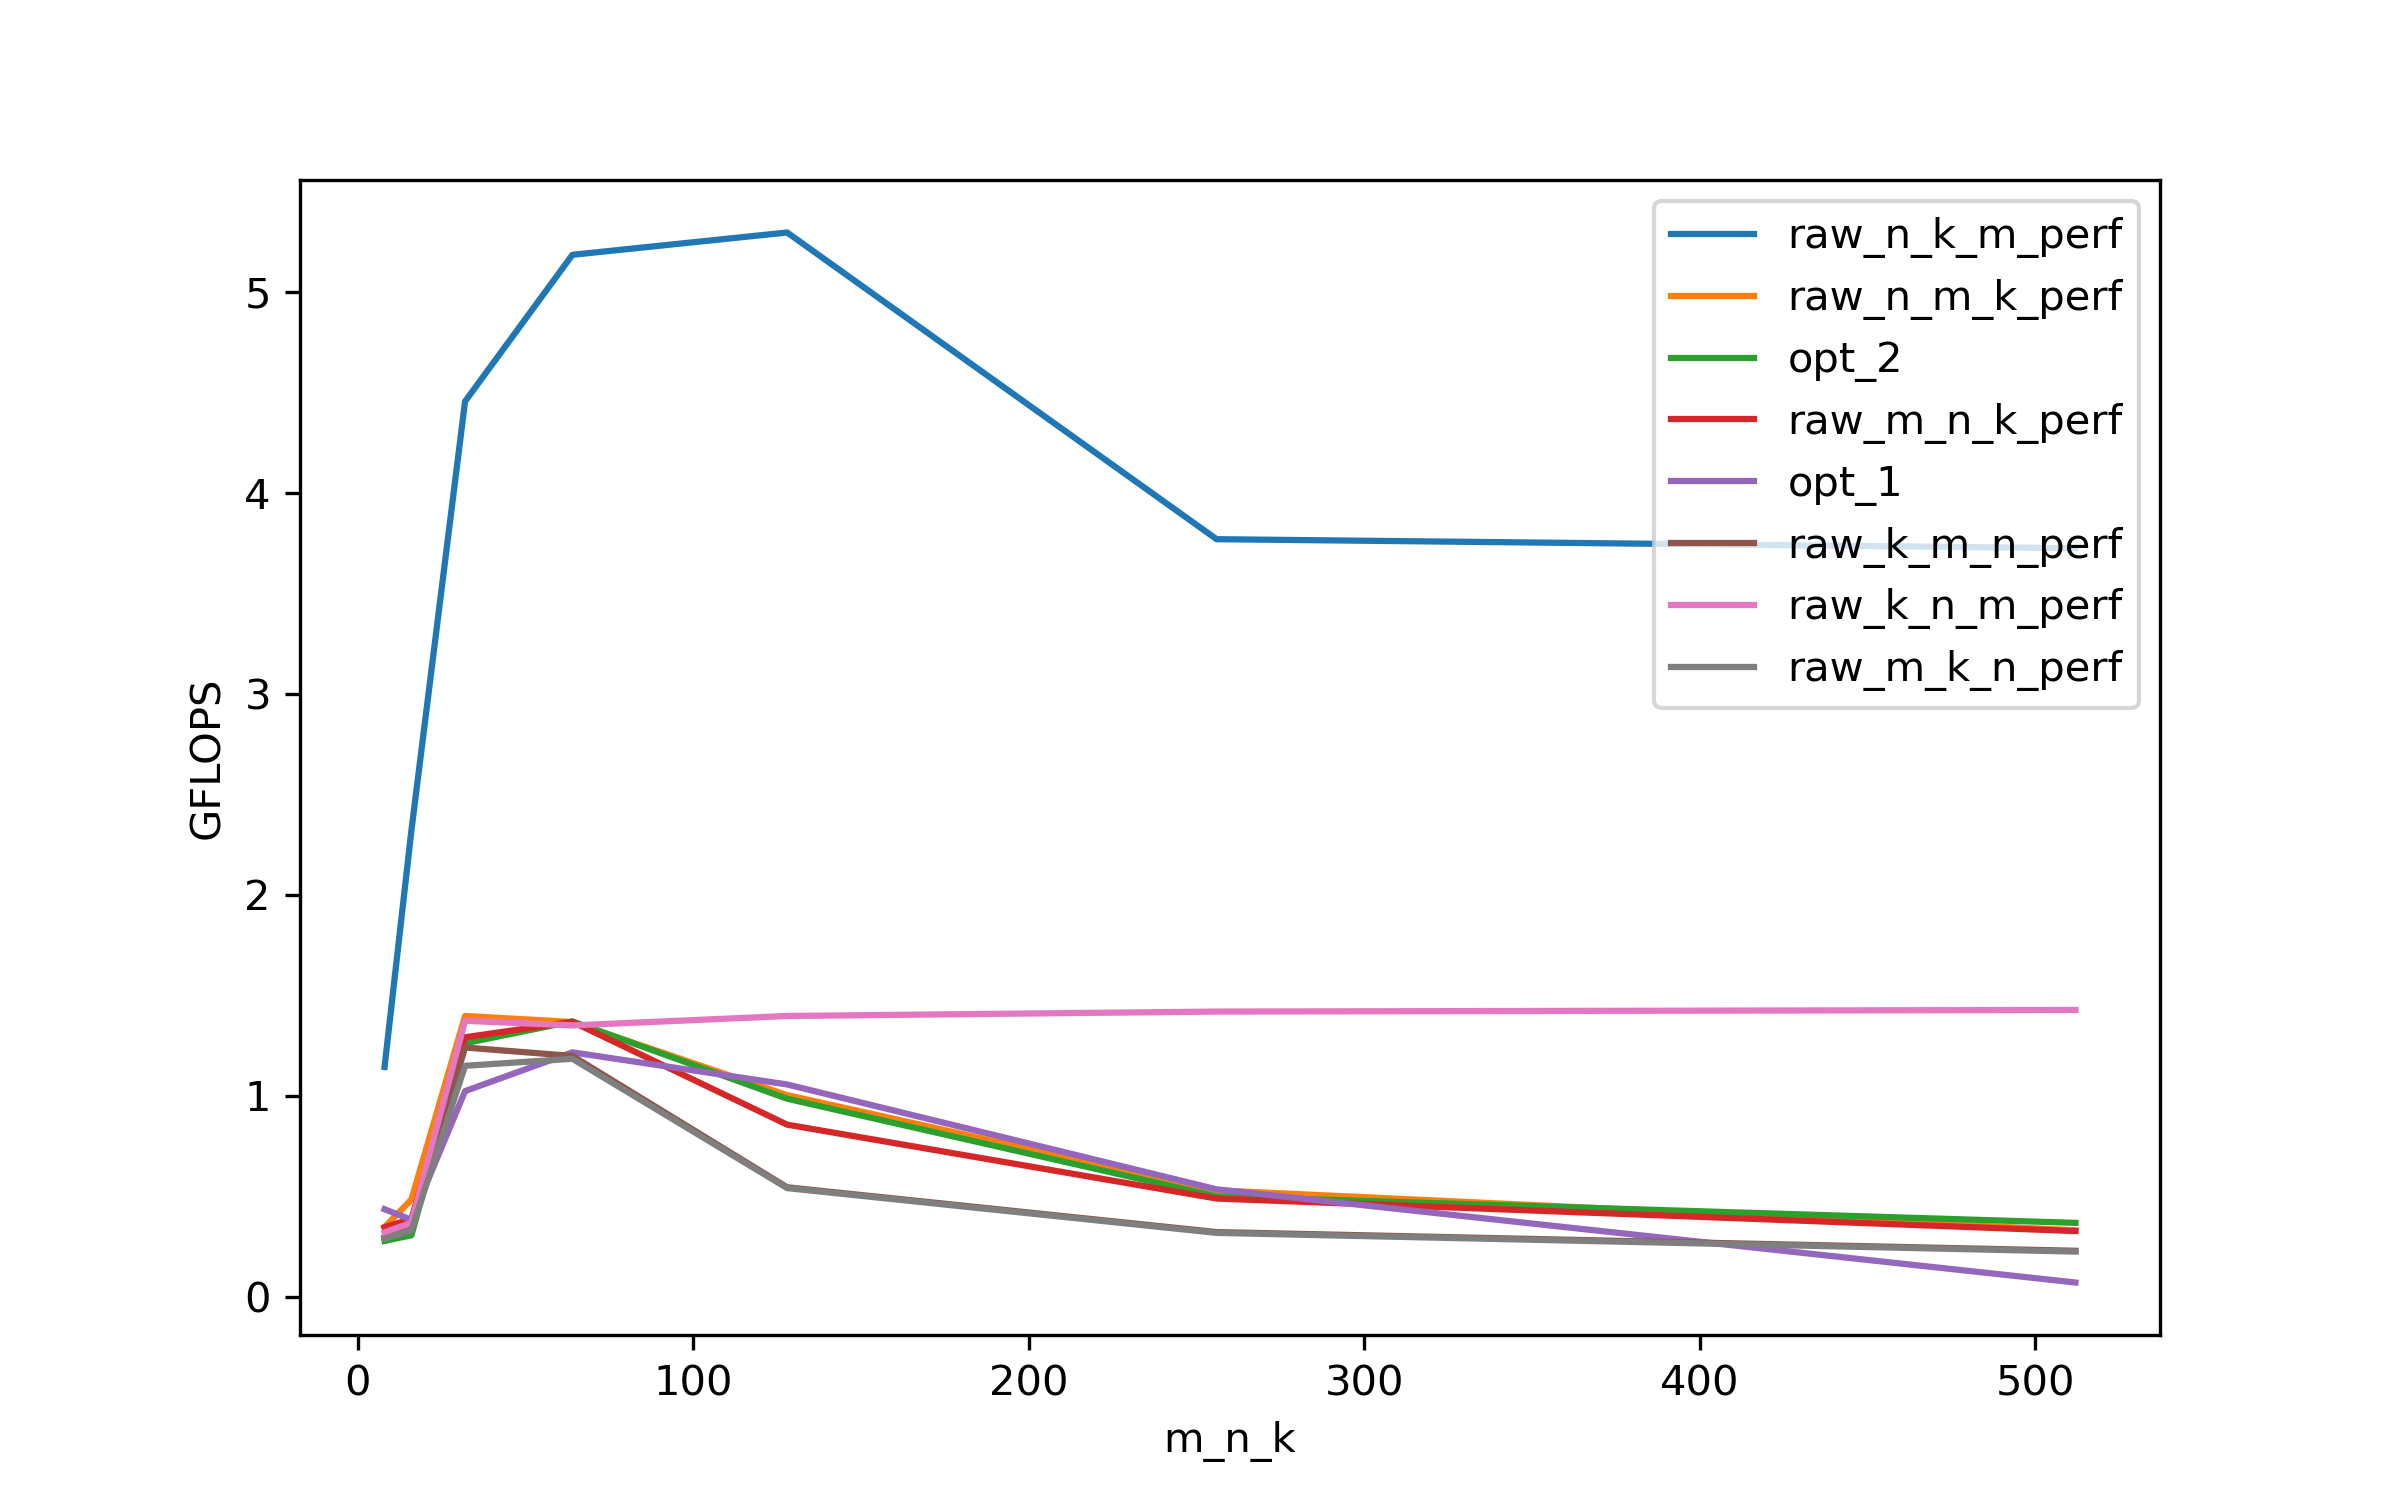 GFLOPS
5
4
3
2
1
0
0 100 200 300 400 500
m_n_k
raw_n_k_m_perf
raw_n_m_k_perf
opt_2
raw_m_n_k_perf
opt_1
raw_k_m_n_perf
raw_k_n_m_perf
raw_m_k_n_perf